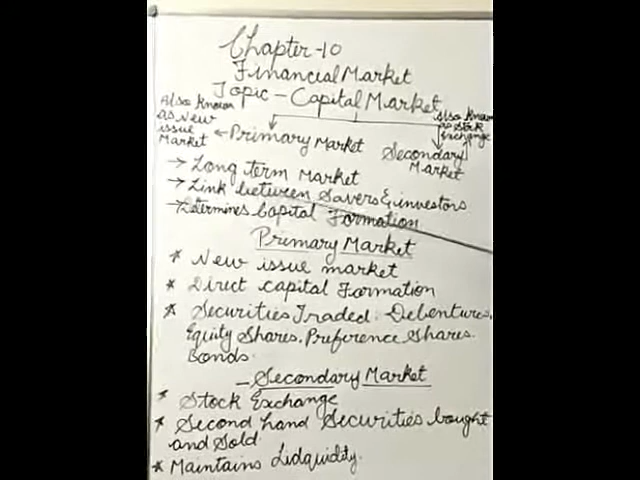 Chapter-10
Financial Market
Topic - Capital Market
Also Known
as New
issue
Market
← Primary Market
Also Known
as Stock
Exchange
Secondary
Market
→ Long term Market
→ Link between Savers & investors
→ Determines Capital Formation
Primary Market
* New issue market
* Direct capital Formation
* Securities Traded: Debentures,
Equity Shares, Preference Shares.
Bonds.
- Secondary Market
* Stock Exchange
* Second hand Securities bought
and Sold.
* Maintains Lidquidity.